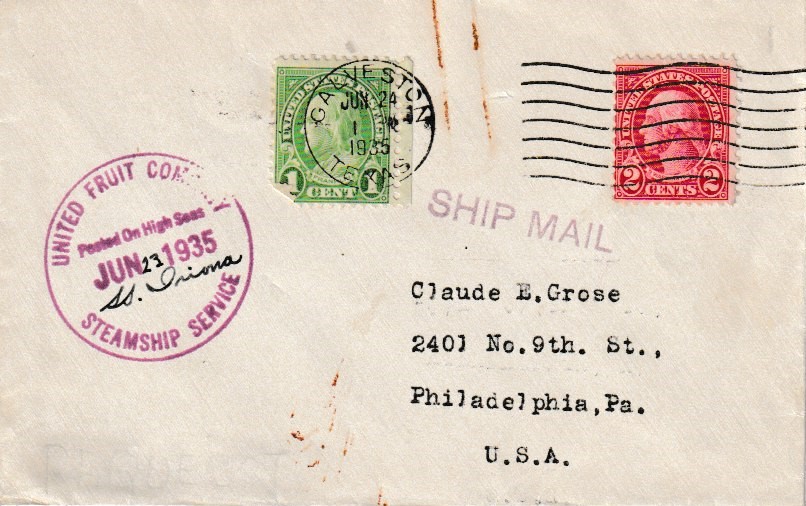 GALVESTON
JUN 24
1
1935
TEXAS
UNITED STATES POSTAGE
1 CENT 1
UNITED STATES POSTAGE
2 CENTS 2
UNITED FRUIT COMPANY
Posted On High Seas
JUN 23 1935
SS. Iriona
STEAMSHIP SERVICE
SHIP MAIL
Claude E.Grose
2401 No.9th. St.,
Philadelphia,Pa.
U.S.A.